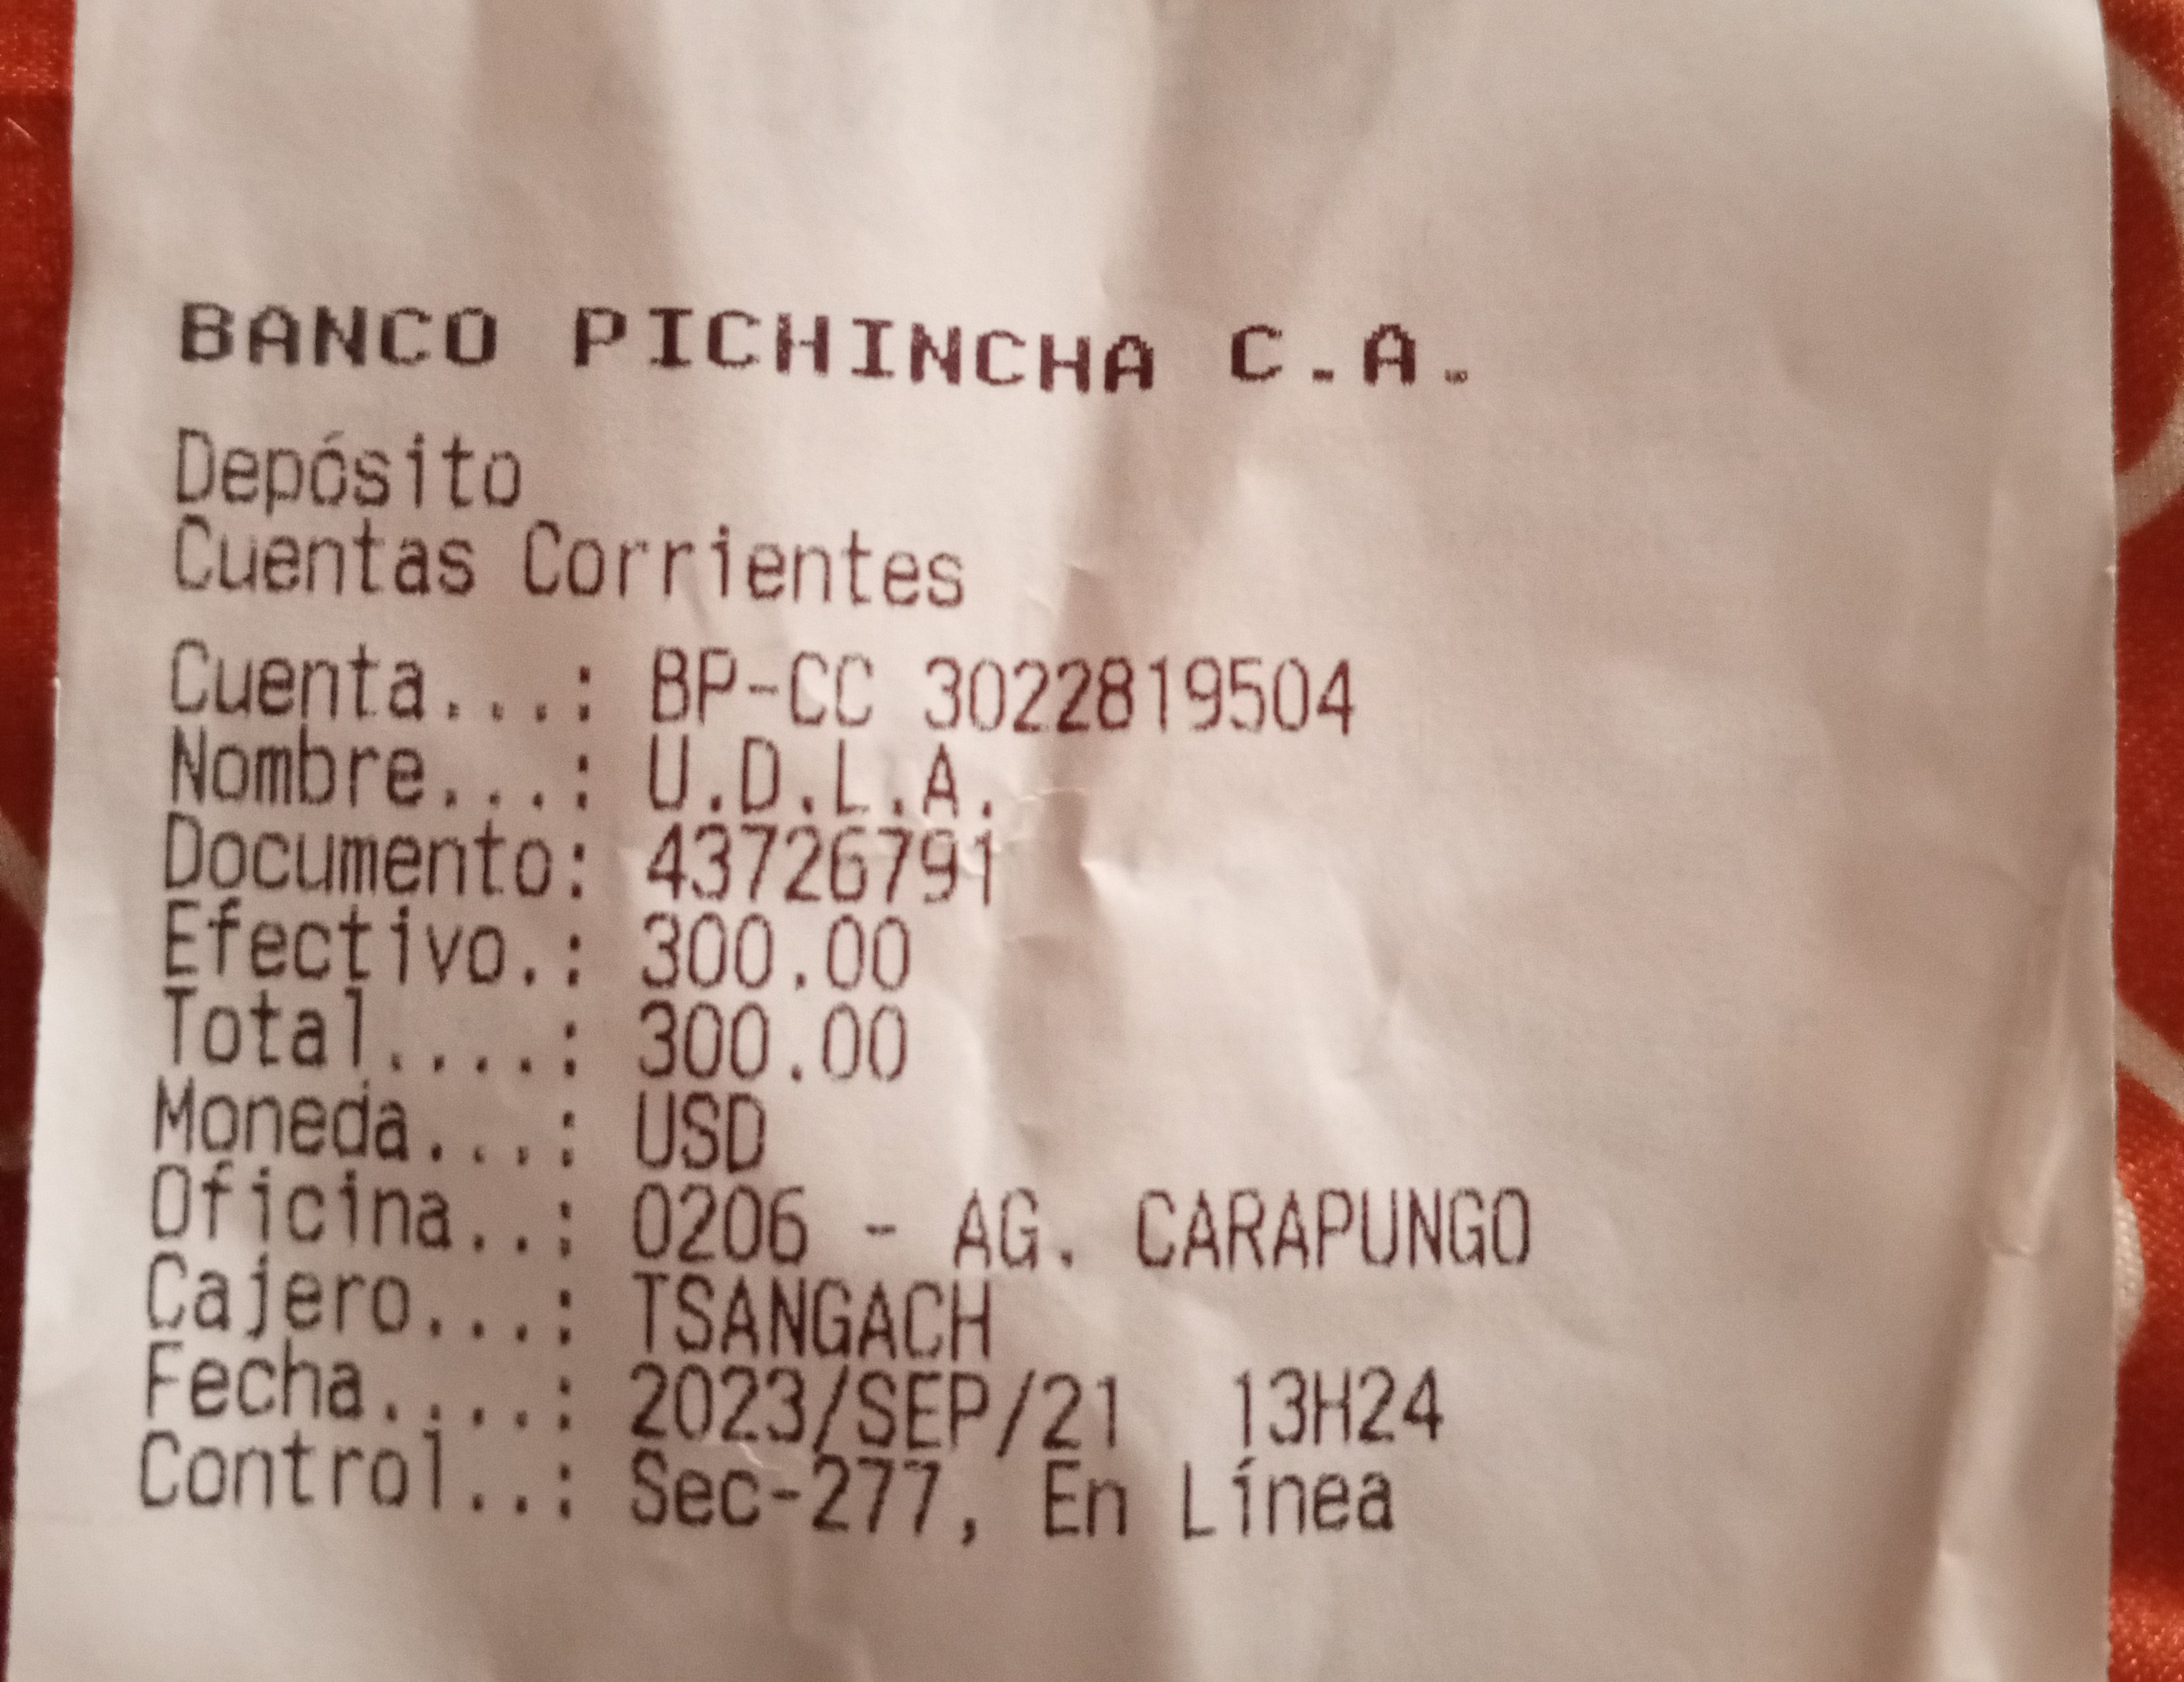 BANCO PICHINCHA C.A.
Depósito
Cuentas Corrientes
Cuenta...: BP-CC 3022819504
Nombre...: U.D.L.A.
Documento: 43726791
Efectivo.: 300.00
Total....: 300.00
Moneda...: USD
Oficina..: 0206 - AG. CARAPUNGO
Cajero...: TSANGACH
Fecha....: 2023/SEP/21  13H24
Control..: Sec-277, En Línea